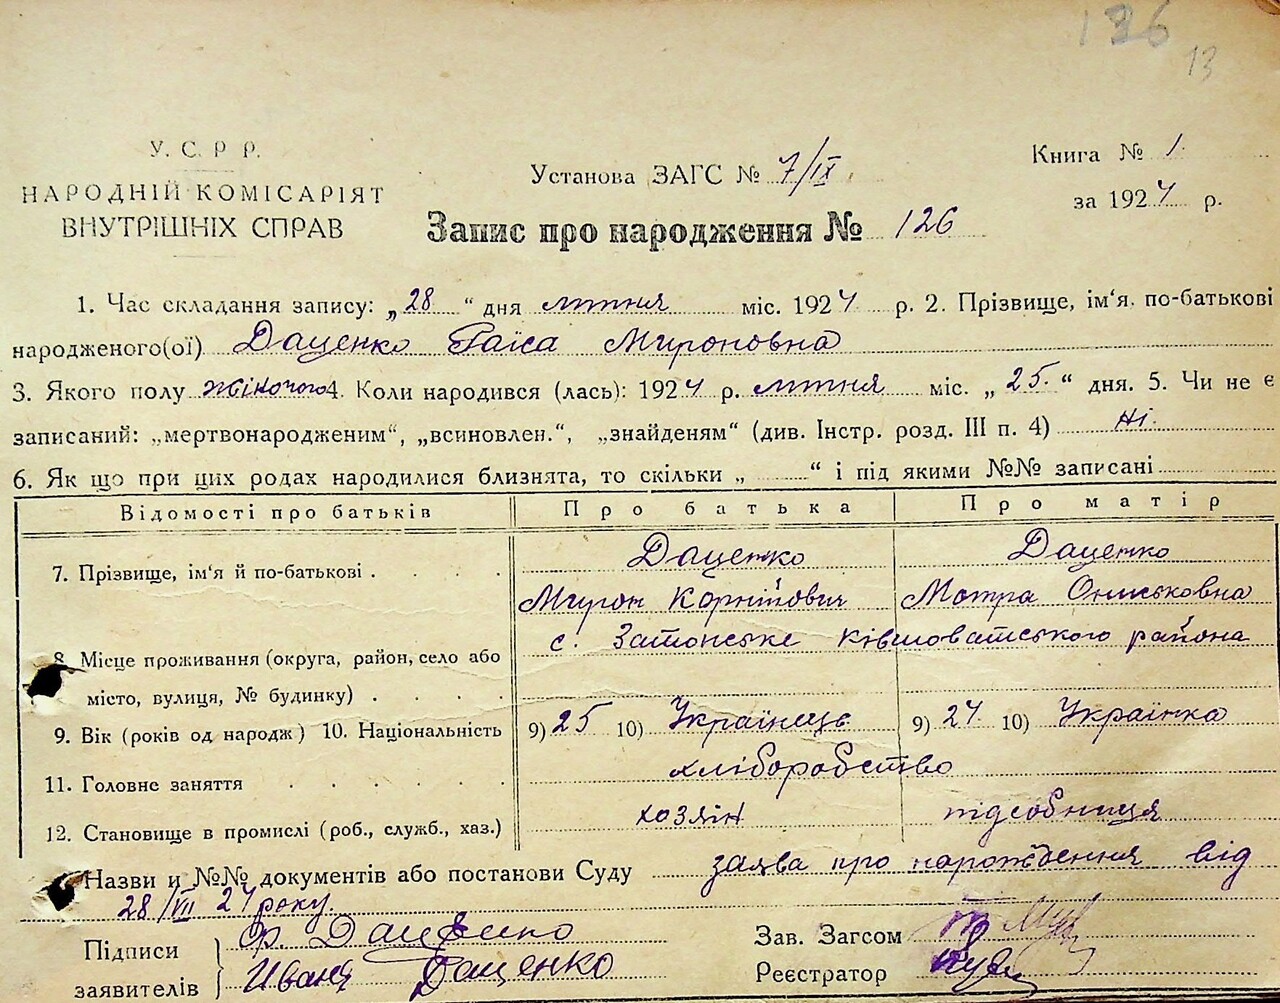 126
13
У. С. Р. Р.
НАРОДНІЙ КОМІСАРІЯТ
ВНУТРІШНІХ СПРАВ
Установа ЗАГС № 7/IX
Книга № 1
за 1924 р.
Запис про народження № 126
1. Час складання запису: „28“ дня липня міс. 1924 р. 2. Прізвище, ім‘я по-батькові
народженого(ої) Даценко Раїса Мироновна
3. Якого полу жіночого 4. Коли народився (лась): 1924 р. липня міс. „25.“ дня. 5. Чи не є
записаний: „мертвонародженим“, „всиновлен.“, „знайденям“ (див. Інстр. розд. III п. 4) Ні.
6. Як що при цих родах народилися близнята, то скільки „ “ і під якими №№ записані
Відомості про батьків Про батька Про матір
7. Прізвище, ім‘я й по-батькові . Даценко Даценко
Мирон Корнійович Мотра Ониськовна
с. Затонське Ківшоватського района
8. Місце проживання (округа, район, село або
місто, вулиця, № будинку) .
9. Вік (років од народж) 10. Національність 9) 25 10) Українець 9) 24 10) Українка
11. Головне заняття хліборобство
12. Становище в промислі (роб., служб., хаз.) хозяін підсобниця
Назви и №№ документів або постанови Суду заява про народження від
28/VII 24 року.
Підписи заявителів } Даценко
Иван Даценко
Зав. Загсом
Реєстратор